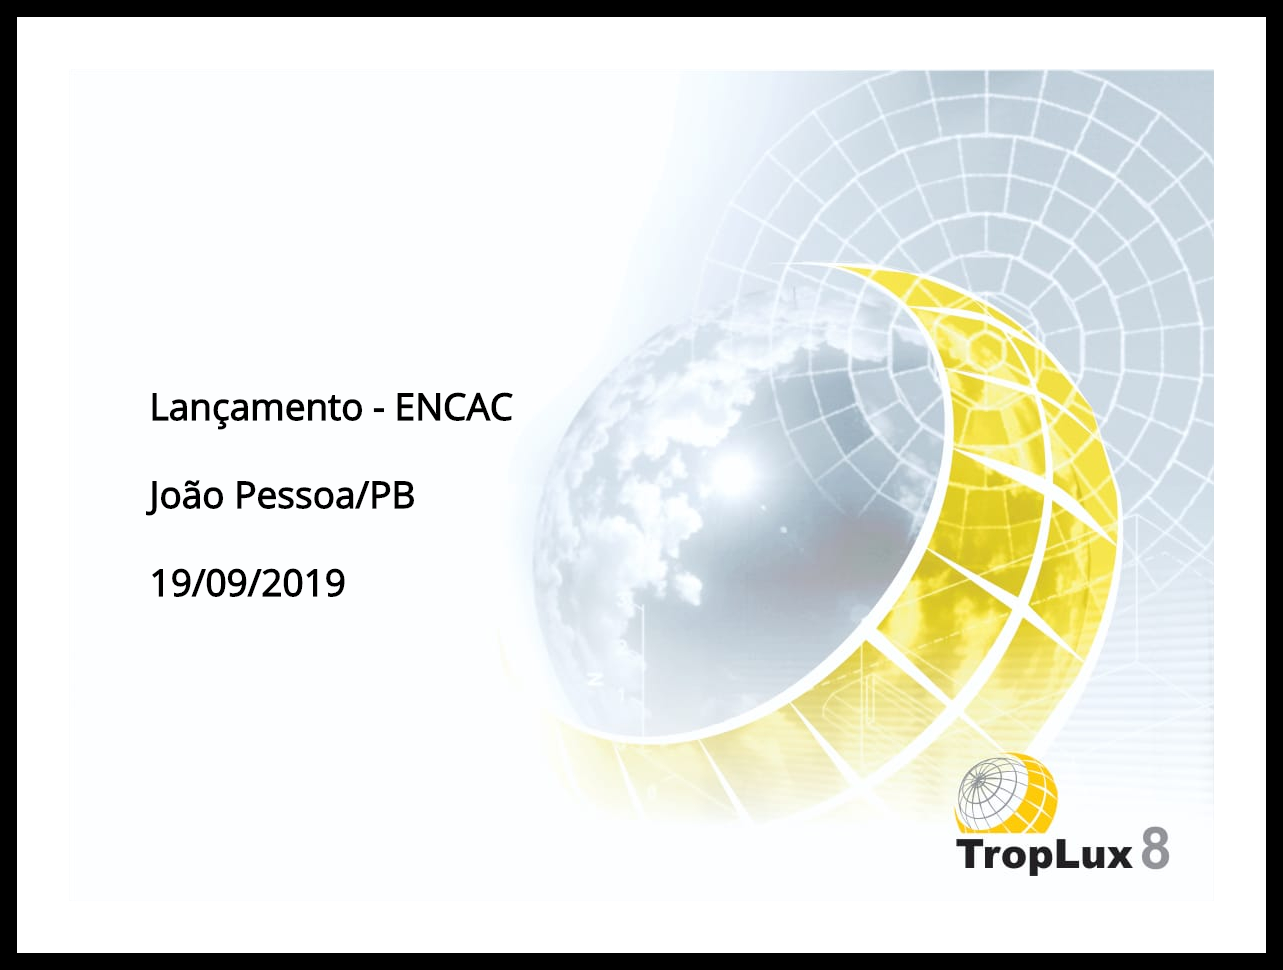 Lançamento - ENCAC
João Pessoa/PB
19/09/2019
N
TropLux 8